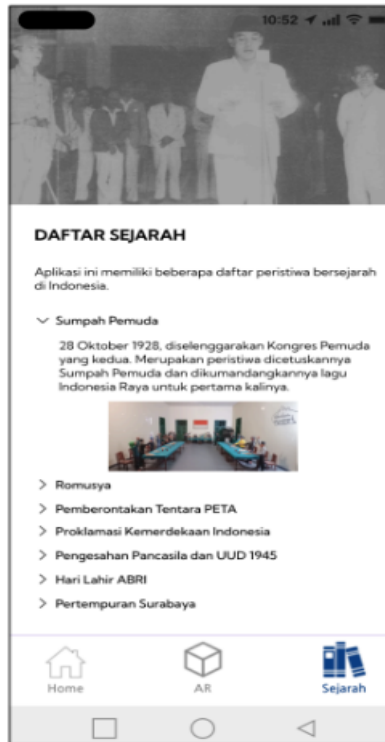 10:52
DAFTAR SEJARAH
Aplikasi ini memiliki beberapa daftar peristiwa bersejarah
di Indonesia.
Sumpah Pemuda
28 Oktober 1928, diselenggarakan Kongres Pemuda
yang kedua. Merupakan peristiwa dicetuskannya
Sumpah Pemuda dan dikumandangkannya lagu
Indonesia Raya untuk pertama kalinya.
Romusya
Pemberontakan Tentara PETA
Proklamasi Kemerdekaan Indonesia
Pengesahan Pancasila dan UUD 1945
Hari Lahir ABRI
Pertempuran Surabaya
Home AR Sejarah